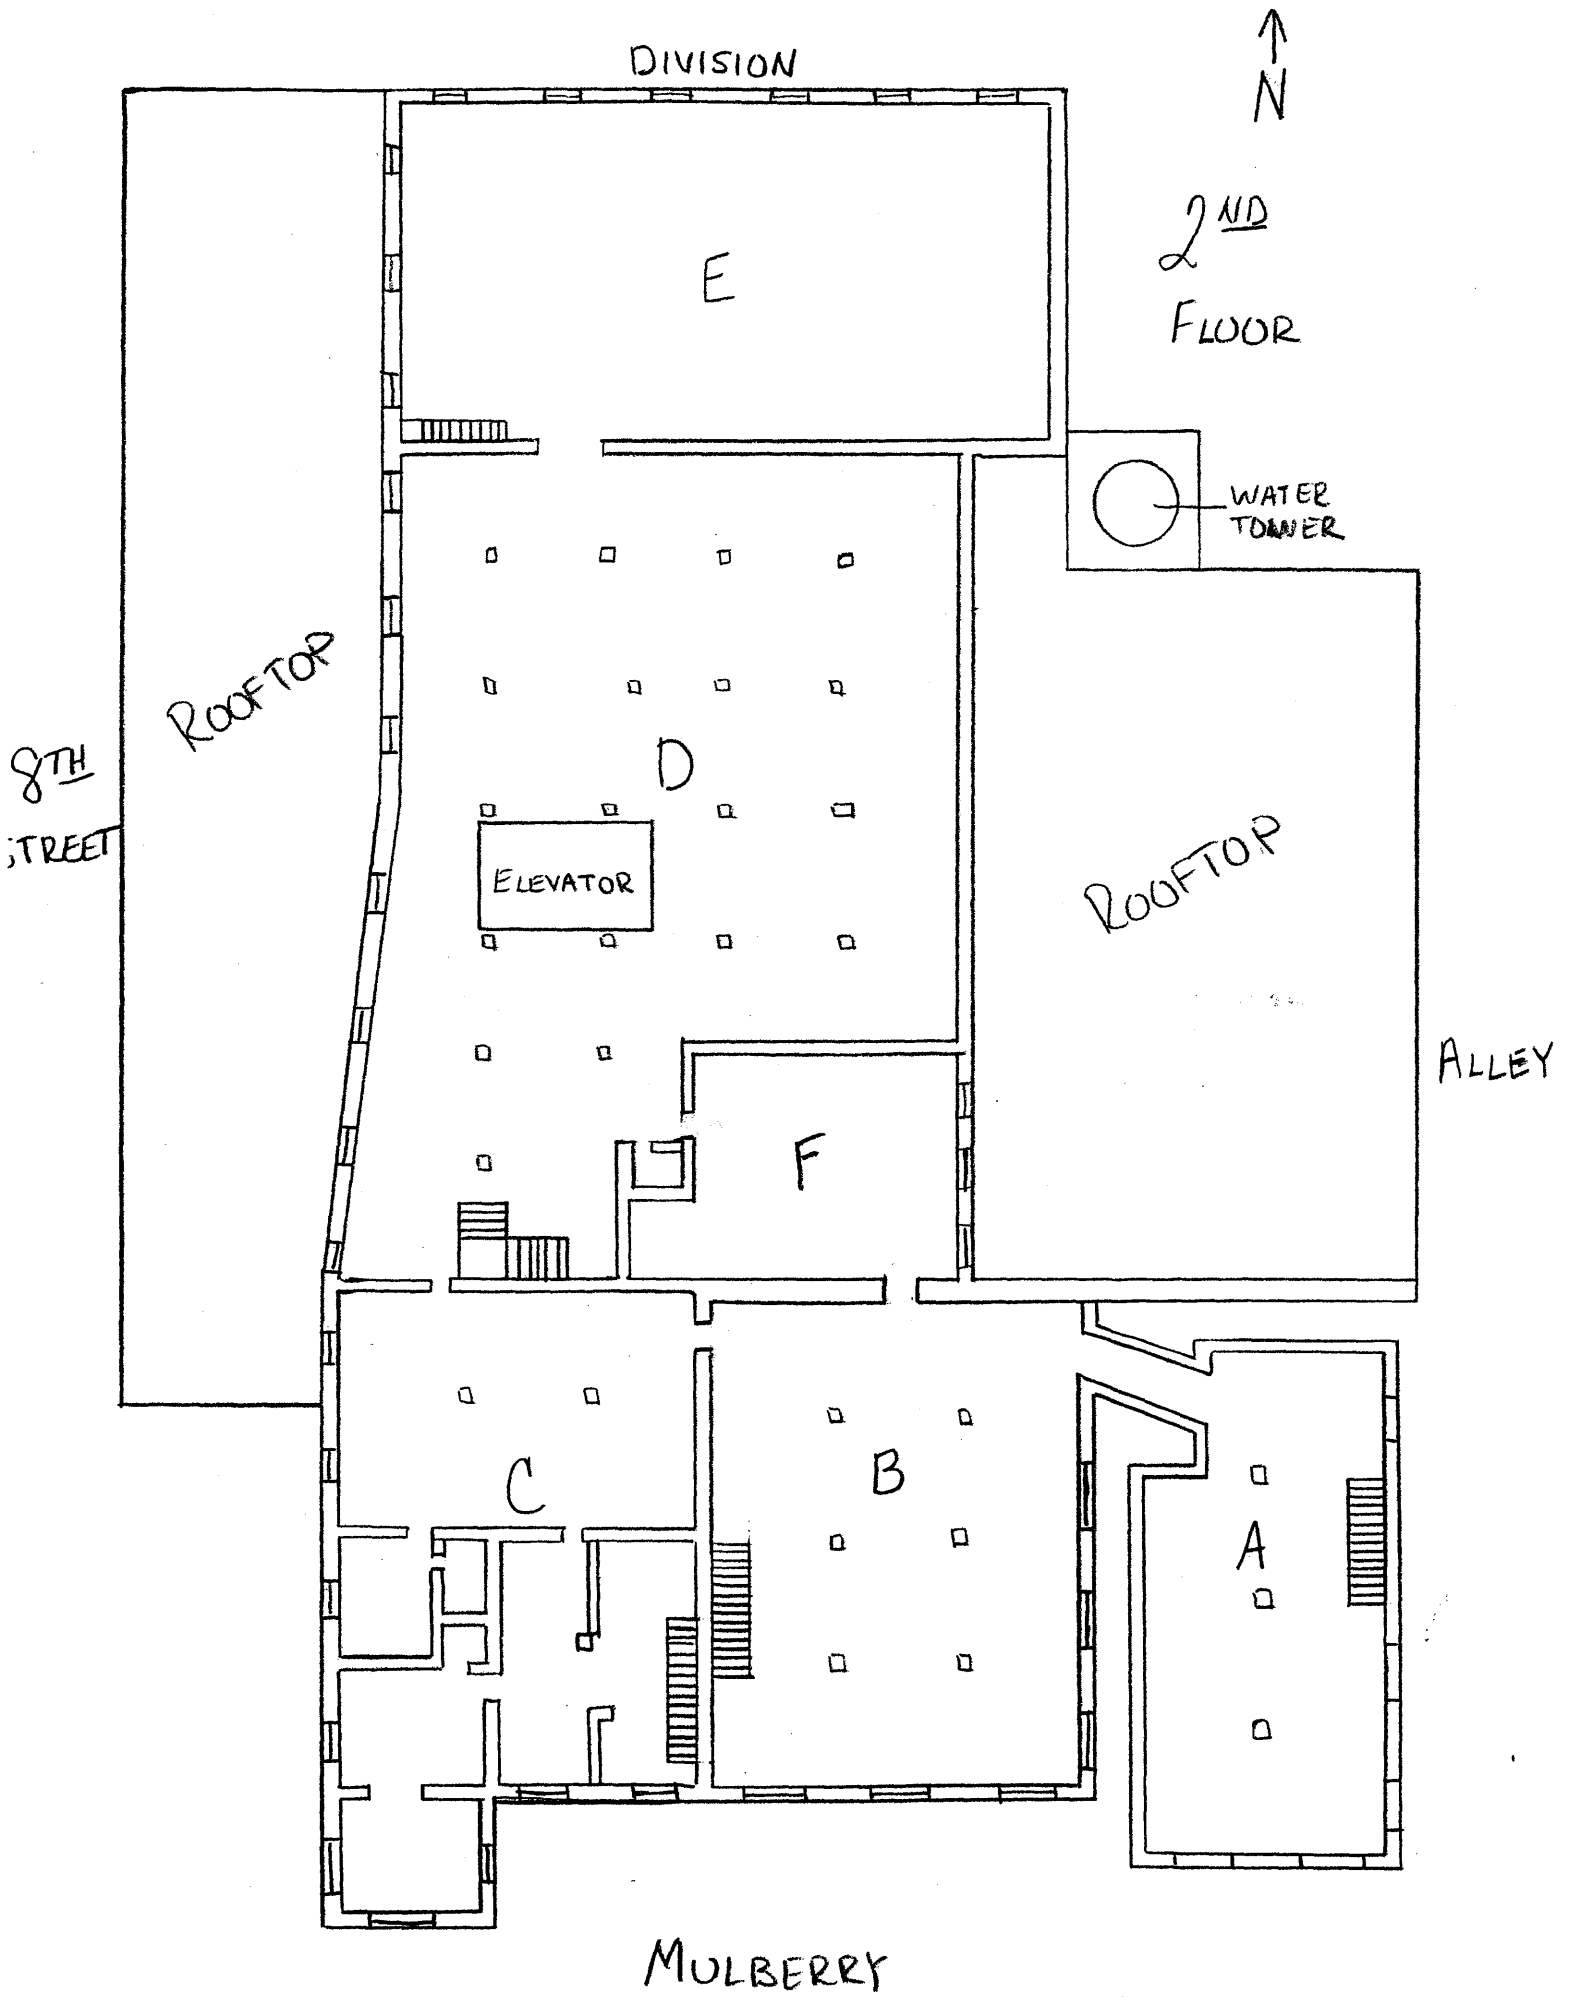 DIVISION
N
2ND
FLOOR
E
WATER
TOWER
ROOFTOP
D
8TH
STREET
ELEVATOR
ROOFTOP
ALLEY
F
C
B
A
MULBERRY